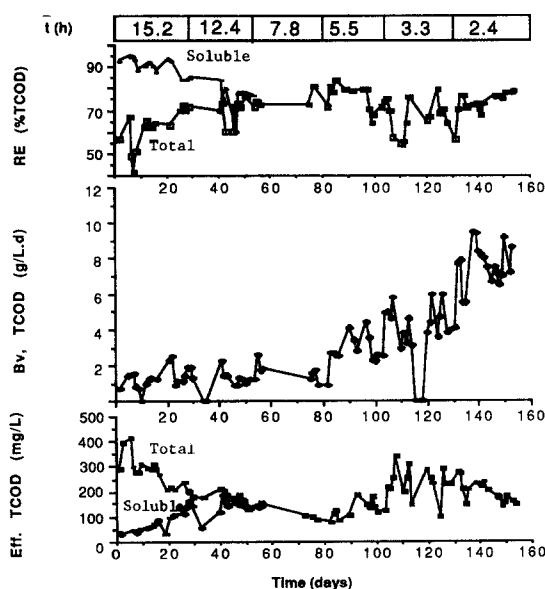 t (h) 15.2 12.4 7.8 5.5 3.3 2.4
Soluble
90
70
50
RE (%TCOD)
Total
0 20 40 60 80 100 120 140 160
12
10
8
6
4
2
0
Bv, TCOD (g/L.d)
0 20 40 60 80 100 120 140 160
500
400
300
200
100
0
Eff. TCOD (mg/L)
Total
Soluble
0 20 40 60 80 100 120 140 160
Time (days)